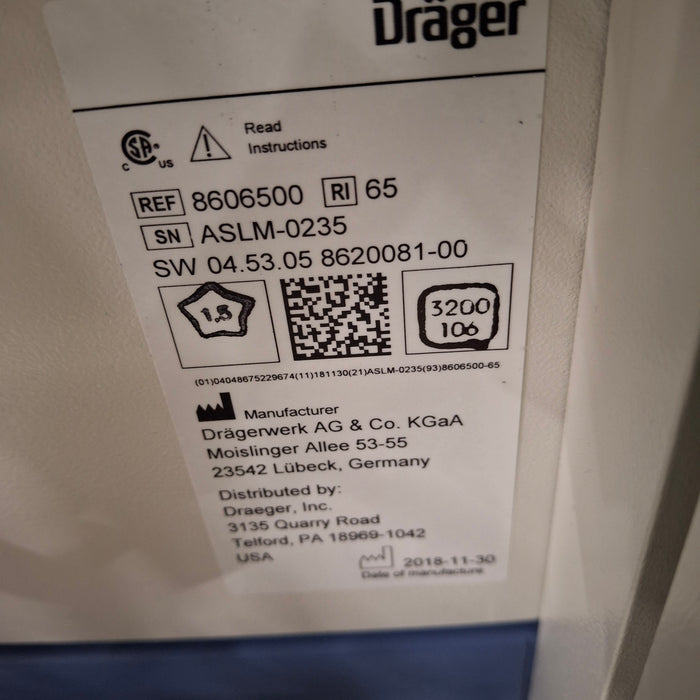 Dräger
Read
Instructions
SA
C US
REF 8606500 RI 65
SN ASLM-0235
SW 04.53.05 8620081-00
1.5
3200
106
(01)04048675229674(11)181130(21)ASLM-0235(93)8606500-65
Manufacturer
Drägerwerk AG & Co. KGaA
Moislinger Allee 53-55
23542 Lübeck, Germany
Distributed by:
Draeger, Inc.
3135 Quarry Road
Telford, PA 18969-1042
USA
2018-11-30
Date of manufacture